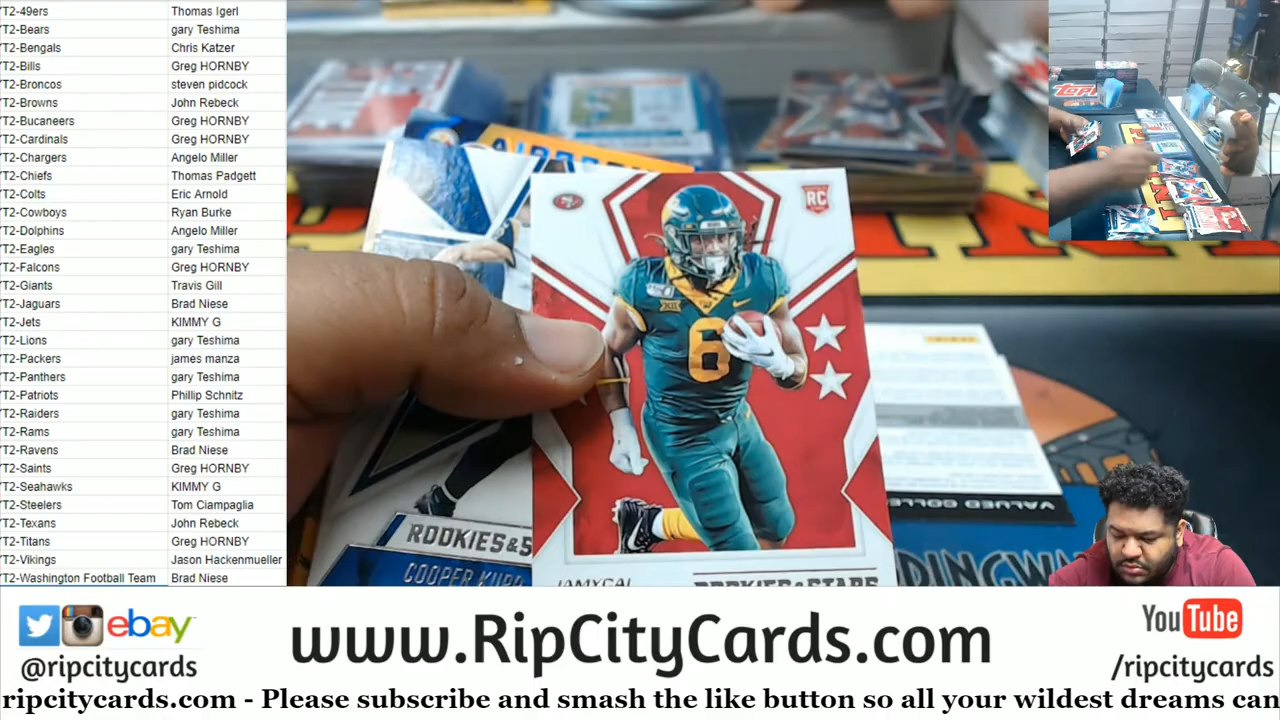 T2-49ers Thomas Igerl
T2-Bears gary Teshima
T2-Bengals Chris Katzer
T2-Bills Greg HORNBY
T2-Broncos steven pidcock
T2-Browns John Rebeck
T2-Bucaneers Greg HORNBY
T2-Cardinals Greg HORNBY
T2-Chargers Angelo Miller
T2-Chiefs Thomas Padgett
T2-Colts Eric Arnold
T2-Cowboys Ryan Burke
T2-Dolphins Angelo Miller
T2-Eagles gary Teshima
T2-Falcons Greg HORNBY
T2-Giants Travis Gill
T2-Jaguars Brad Niese
T2-Jets KIMMY G
T2-Lions gary Teshima
T2-Packers james manza
T2-Panthers gary Teshima
T2-Patriots Phillip Schnitz
T2-Raiders gary Teshima
T2-Rams gary Teshima
T2-Ravens Brad Niese
T2-Saints Greg HORNBY
T2-Seahawks KIMMY G
T2-Steelers Tom Ciampaglia
T2-Texans John Rebeck
T2-Titans Greg HORNBY
T2-Vikings Jason Hackenmueller
T2-Washington Football Team Brad Niese
RC
6
ROOKIES&S
COOPER KUPP
JAMYCAL
ROOKIES & STARS
VALUED COLLE
DINGWA
ebay
@ripcitycards
www.RipCityCards.com
YouTube
/ripcitycards
ripcitycards.com - Please subscribe and smash the like button so all your wildest dreams can